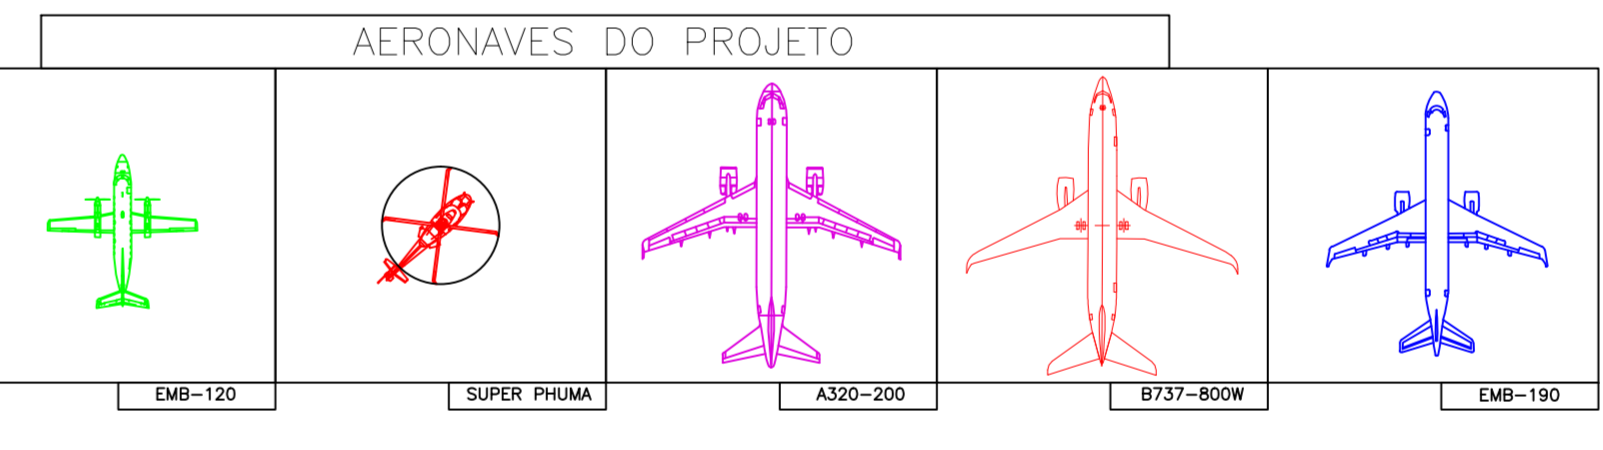 AERONAVES DO PROJETO
EMB-120
SUPER PHUMA
A320-200
B737-800W
EMB-190